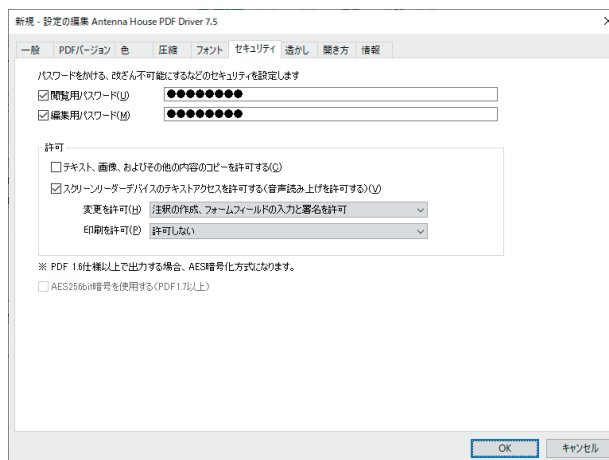 新規 - 設定の編集 Antenna House PDF Driver 7.5
一般 PDFバージョン 色 圧縮 フォント セキュリティ 透かし 開き方 情報
パスワードをかける、改ざん不可能にするなどのセキュリティを設定します
閲覧用パスワード(U) ●●●●●●●●
編集用パスワード(M) ●●●●●●●●
許可
テキスト、画像、およびその他の内容のコピーを許可する(C)
スクリーンリーダーデバイスのテキストアクセスを許可する(音声読み上げを許可する)(V)
変更を許可(H) 注釈の作成、フォームフィールドの入力と署名を許可
印刷を許可(P) 許可しない
※ PDF 1.6仕様以上で出力する場合、AES暗号化方式になります。
AES256bit暗号を使用する(PDF1.7以上)
OK キャンセル